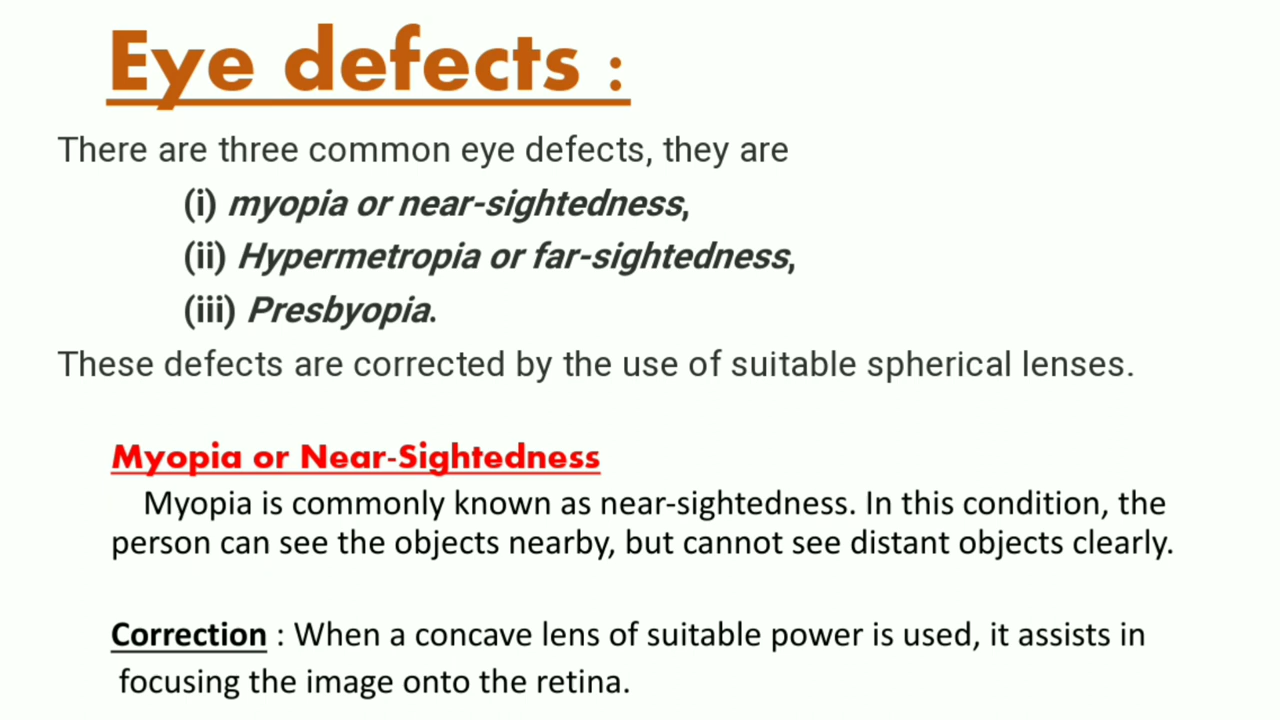 Eye defects :
There are three common eye defects, they are
(i) myopia or near-sightedness,
(ii) Hypermetropia or far-sightedness,
(iii) Presbyopia.
These defects are corrected by the use of suitable spherical lenses.
Myopia or Near-Sightedness
Myopia is commonly known as near-sightedness. In this condition, the
person can see the objects nearby, but cannot see distant objects clearly.
Correction : When a concave lens of suitable power is used, it assists in
focusing the image onto the retina.